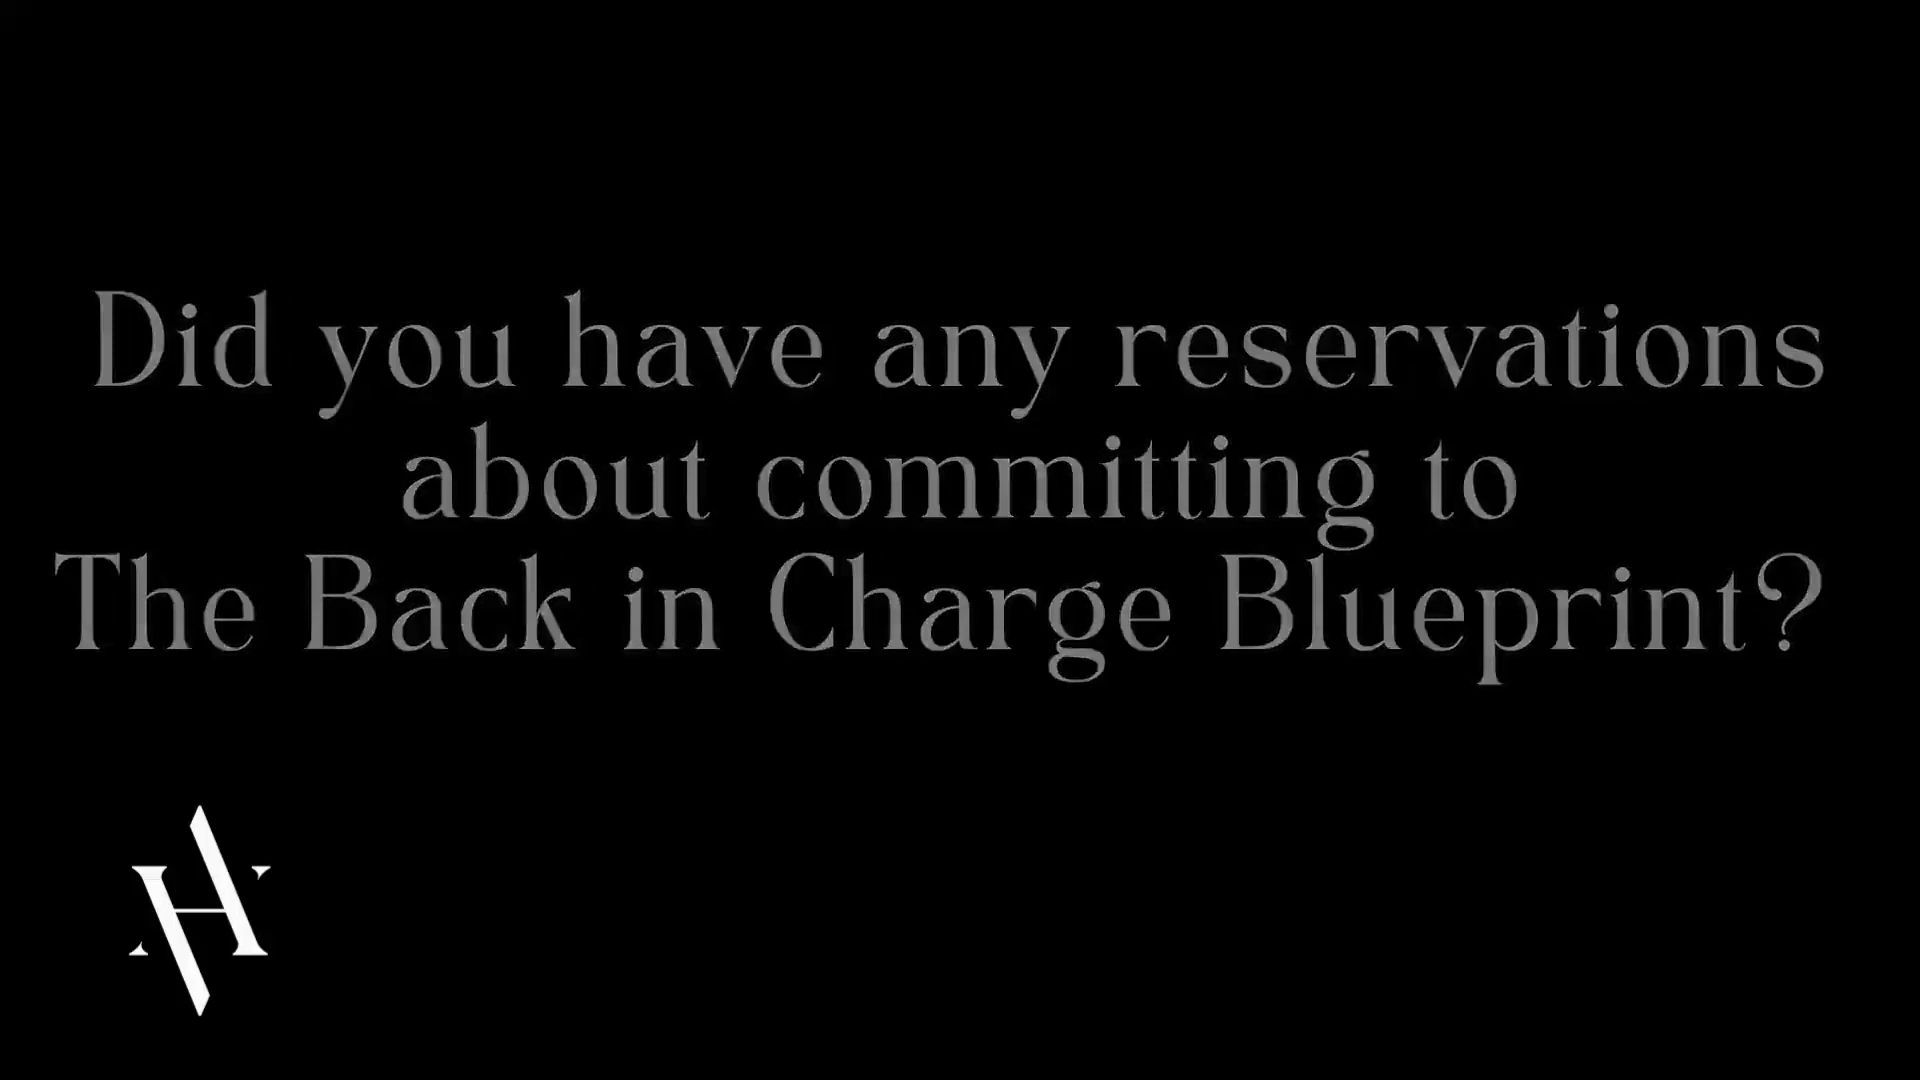 Did you have any reservations
about committing to
The Back in Charge Blueprint?